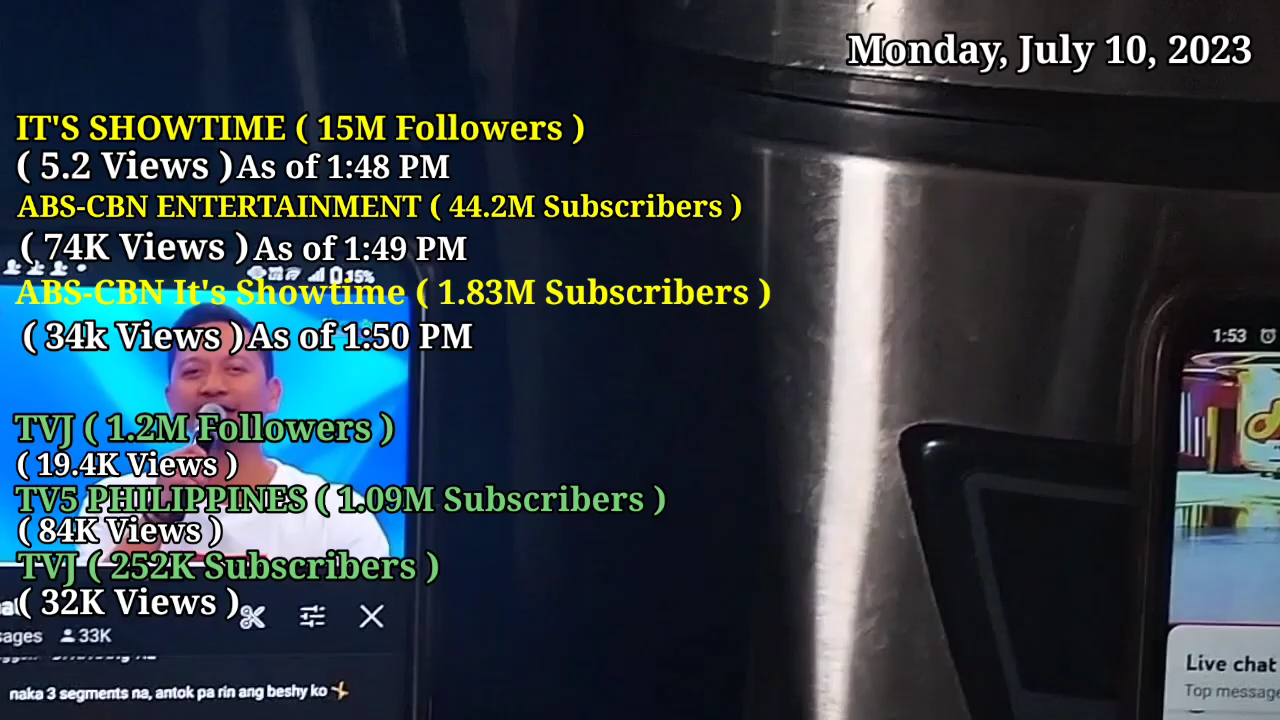 Monday, July 10, 2023
IT'S SHOWTIME ( 15M Followers )
( 5.2 Views ) As of 1:48 PM
ABS-CBN ENTERTAINMENT ( 44.2M Subscribers )
( 74K Views ) As of 1:49 PM
15%
ABS-CBN It's Showtime ( 1.83M Subscribers )
( 34k Views ) As of 1:50 PM
1:53
TVJ ( 1.2M Followers )
( 19.4K Views )
TV5 PHILIPPINES ( 1.09M Subscribers )
( 84K Views )
TVJ ( 252K Subscribers )
( 32K Views )
sages 33K
naka 3 segments na, antok pa rin ang beshy ko
Live chat
Top message